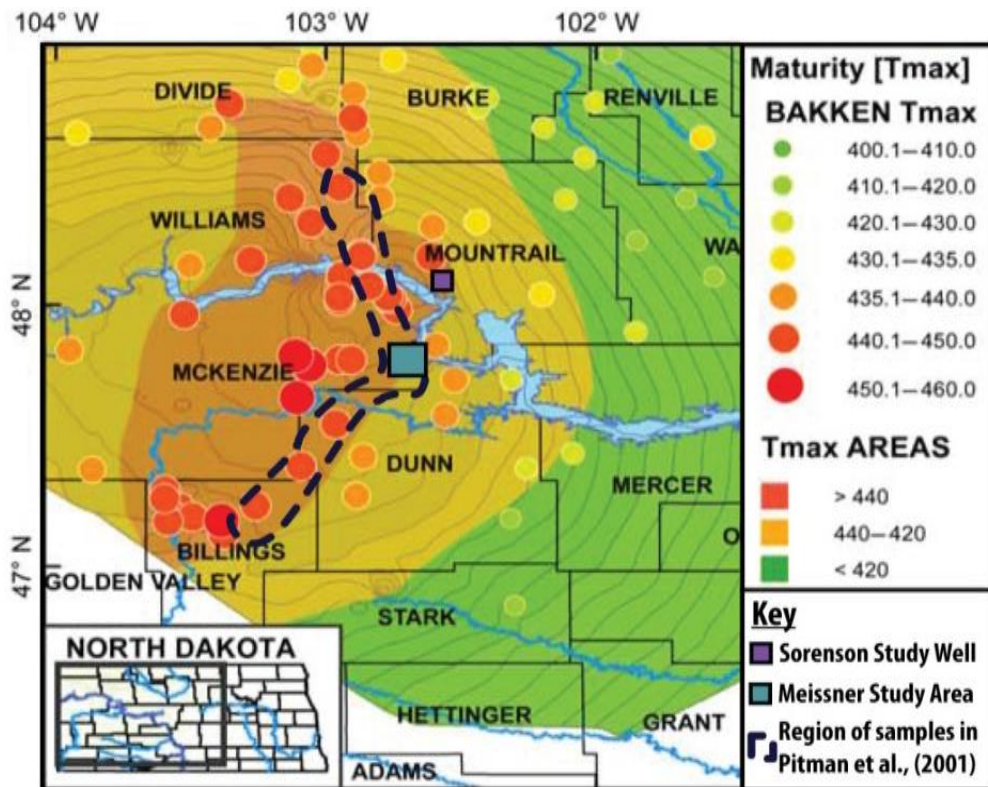 104° W
103° W
102° W
48° N
47° N
DIVIDE
BURKE
RENVILLE
WILLIAMS
MOUNTRAIL
WA
MCKENZIE
DUNN
MERCER
O
BILLINGS
GOLDEN VALLEY
STARK
HETTINGER
GRANT
ADAMS
NORTH DAKOTA
Maturity [Tmax]
BAKKEN Tmax
400.1–410.0
410.1–420.0
420.1–430.0
430.1–435.0
435.1–440.0
440.1–450.0
450.1–460.0
Tmax AREAS
> 440
440–420
< 420
Key
Sorenson Study Well
Meissner Study Area
Region of samples in
Pitman et al., (2001)